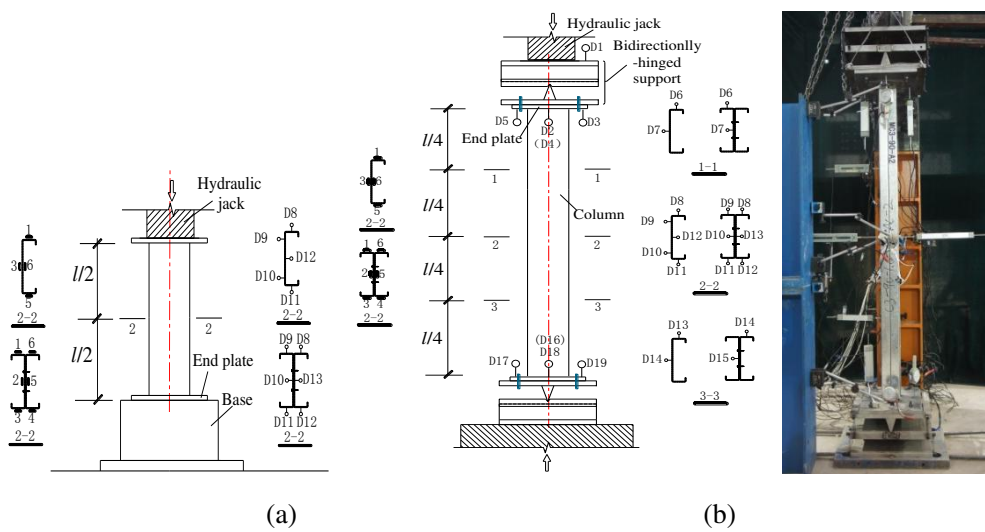 Hydraulic
jack
l/2
l/2
2
2
End plate
Base
1
3
6
5
2-2
1
6
2
5
3
4
2-2
D8
D9
D12
D10
D11
2-2
D9
D8
D10
D13
D11
D12
2-2
(a)
Hydraulic jack
D1
Bidirectionlly
-hinged
support
D5
D2
(D4)
D3
End plate
l/4
l/4
l/4
l/4
1
1
2
2
3
3
Column
(D16)
D17
D18
D19
1
3
6
5
2-2
1
6
2
5
3
4
2-2
D6
D7
D6
D7
1-1
D8
D9
D12
D10
D11
D9
D8
D10
D13
D11
D12
2-2
D13
D14
D14
D15
3-3
MC3-90-A2
(b)